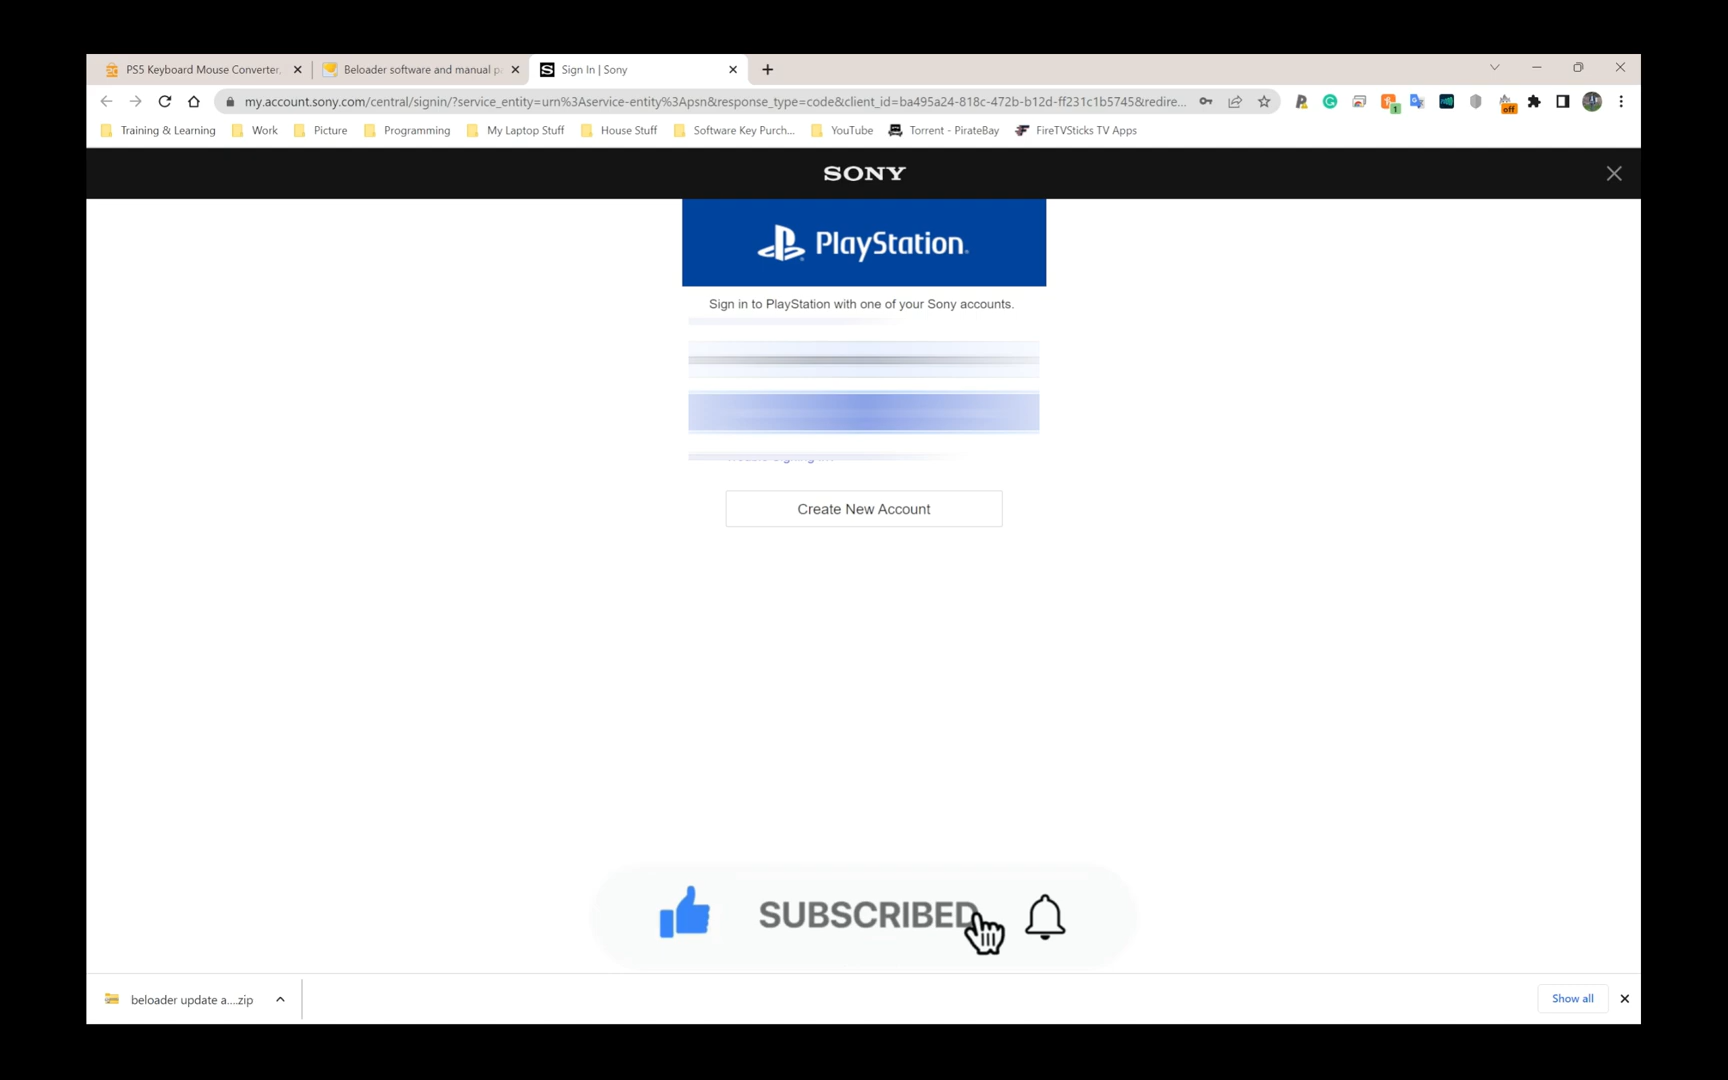 PS5 Keyboard Mouse Converter,
Beloader software and manual p
Sign In | Sony
my.account.sony.com/central/signin/?service_entity=urn%3Aservice-entity%3Apsn&response_type=code&client_id=ba495a24-818c-472b-b12d-ff231c1b5745&redire...
1
off
Training & Learning
Work
Picture
Programming
My Laptop Stuff
House Stuff
Software Key Purch...
YouTube
Torrent - PirateBay
FireTVSticks TV Apps
SONY
PlayStation
Sign in to PlayStation with one of your Sony accounts.
Create New Account
SUBSCRIBED
beloader update a....zip
Show all